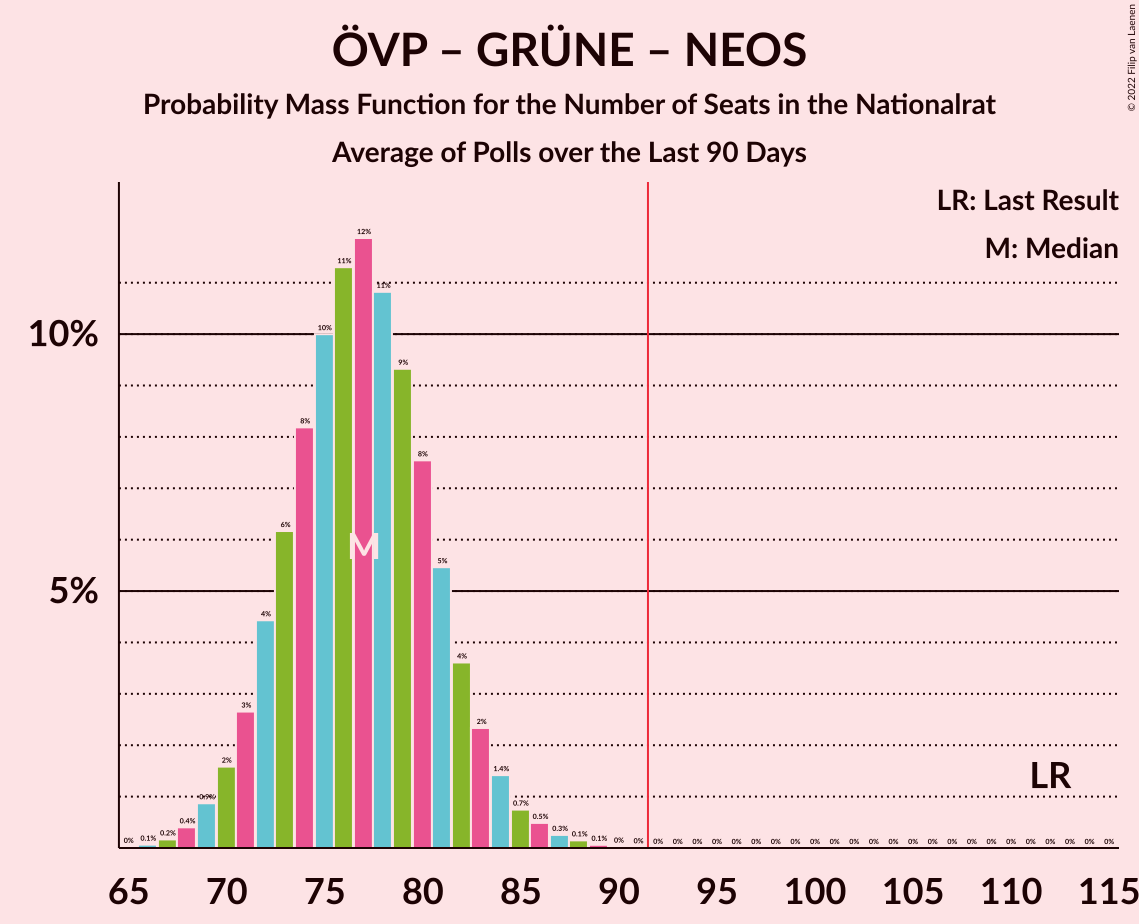 ÖVP – GRÜNE – NEOS
Probability Mass Function for the Number of Seats in the Nationalrat
Average of Polls over the Last 90 Days
© 2022 Filip van Laenen
LR: Last Result
M: Median
10%
5%
0% 0.1% 0.2% 0.4% 0.9% 2% 3% 4% 6% 8% 10% 11% 12% 11% 9% 8% 5% 4% 2% 1.4% 0.7% 0.5% 0.3% 0.1% 0.1% 0% 0% 0% 0% 0% 0% 0% 0% 0% 0% 0% 0% 0% 0% 0% 0% 0% 0% 0% 0% 0% 0% 0% 0% 0% 0%
M
LR
65 70 75 80 85 90 95 100 105 110 115